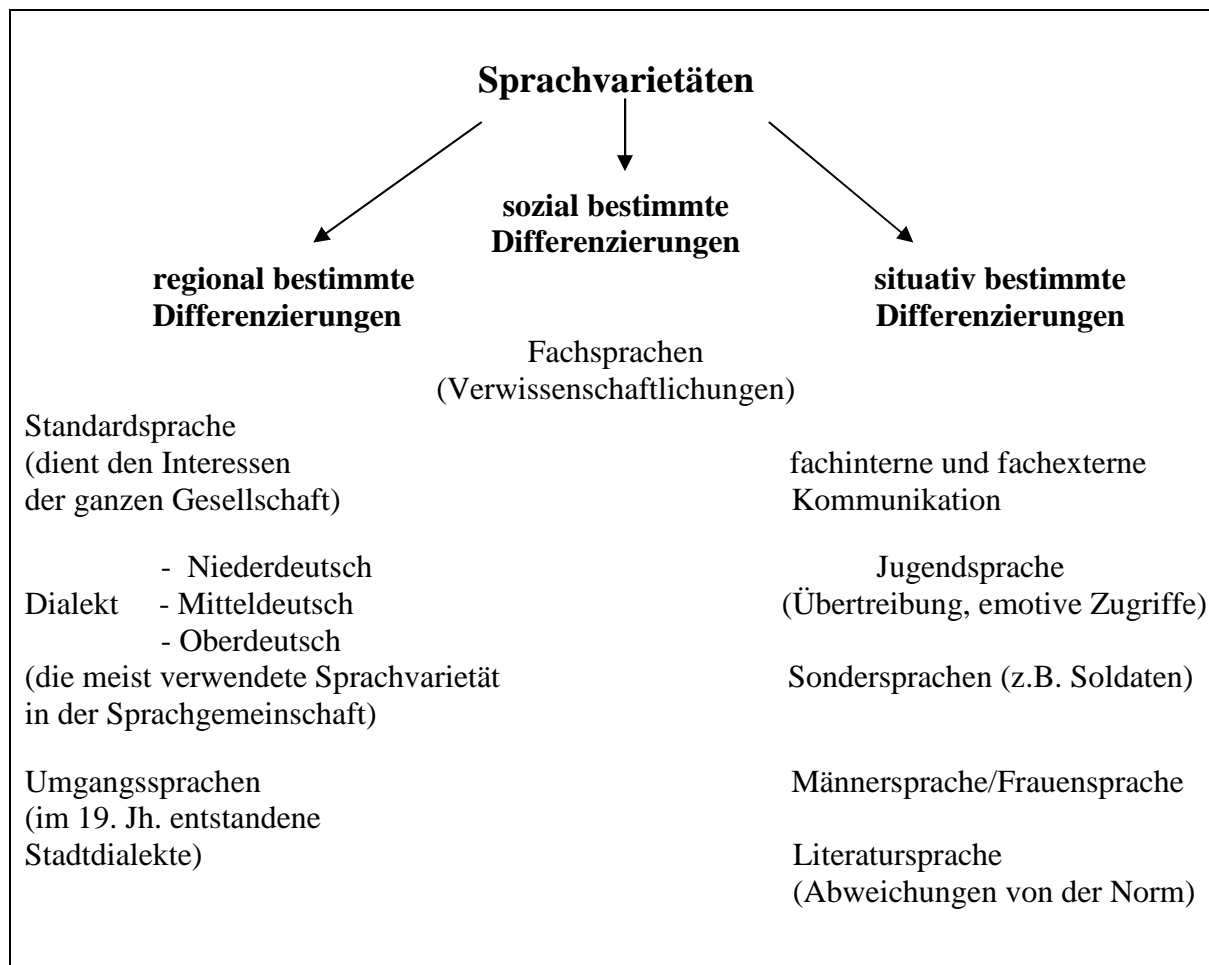 Sprachvarietäten
sozial bestimmte
Differenzierungen
regional bestimmte
Differenzierungen
situativ bestimmte
Differenzierungen
Fachsprachen
(Verwissenschaftlichungen)
Standardsprache
(dient den Interessen
der ganzen Gesellschaft)
fachinterne und fachexterne
Kommunikation
- Niederdeutsch
Dialekt - Mitteldeutsch
- Oberdeutsch
(die meist verwendete Sprachvarietät
in der Sprachgemeinschaft)
Jugendsprache
(Übertreibung, emotive Zugriffe)
Sondersprachen (z.B. Soldaten)
Umgangssprachen
(im 19. Jh. entstandene
Stadtdialekte)
Männersprache/Frauensprache
Literatursprache
(Abweichungen von der Norm)